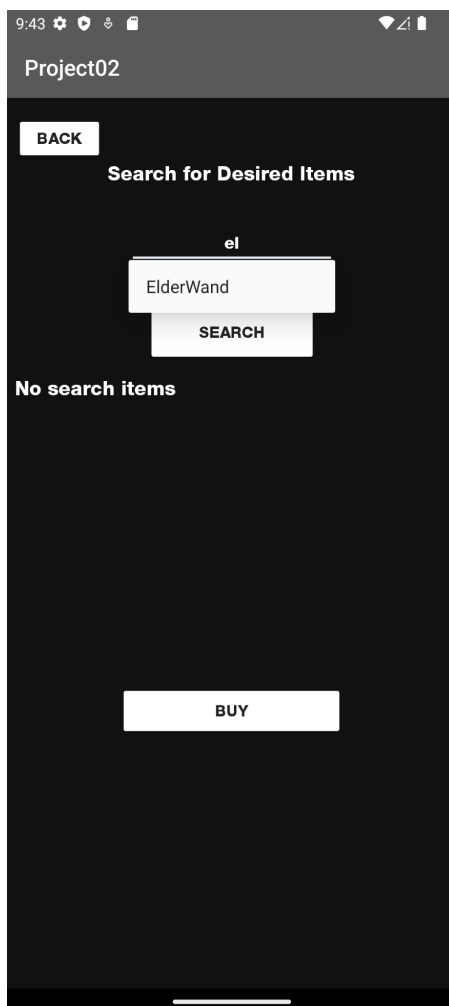 9:43
Project02
BACK
Search for Desired Items
el
ElderWand
SEARCH
No search items
BUY